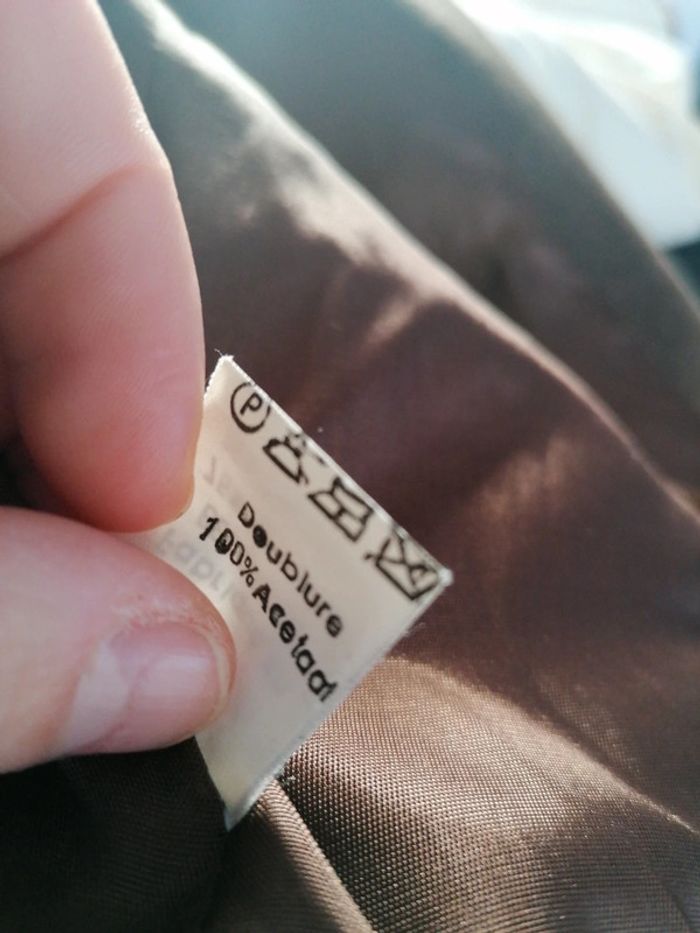 P
Doublure
100% Acetaat